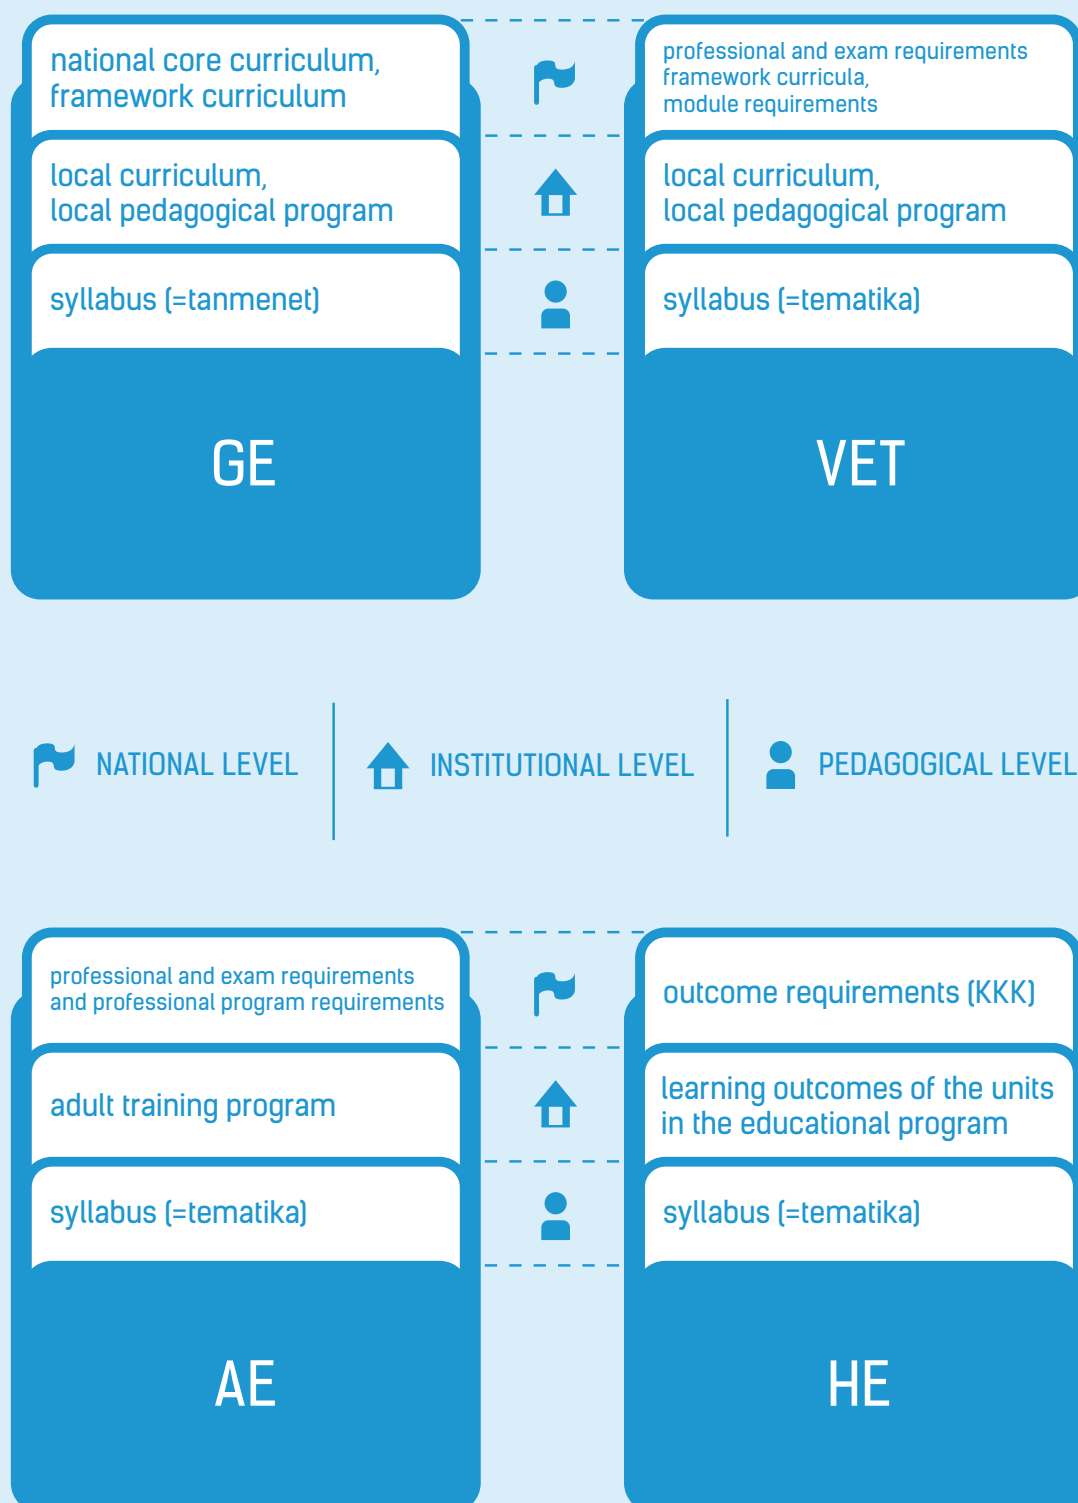 national core curriculum,
framework curriculum
local curriculum,
local pedagogical program
syllabus (=tanmenet)
GE
professional and exam requirements
framework curricula,
module requirements
local curriculum,
local pedagogical program
syllabus (=tematika)
VET
NATIONAL LEVEL
INSTITUTIONAL LEVEL
PEDAGOGICAL LEVEL
professional and exam requirements
and professional program requirements
adult training program
syllabus (=tematika)
AE
outcome requirements (KKK)
learning outcomes of the units
in the educational program
syllabus (=tematika)
HE